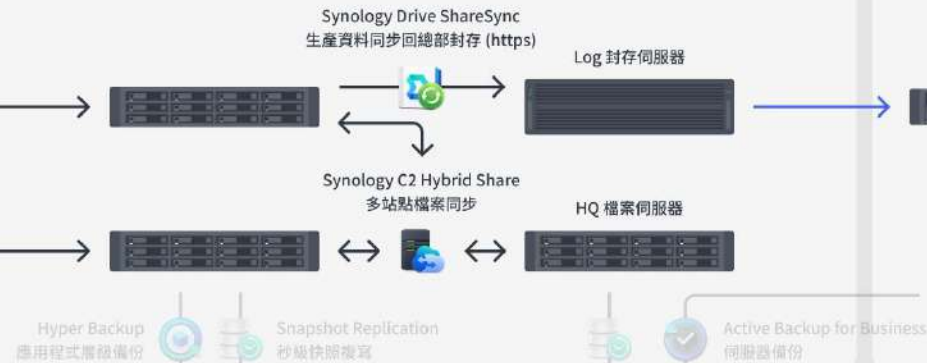 Synology Drive ShareSync
生產資料同步回總部封存 (https)
Log 封存伺服器
Synology C2 Hybrid Share
多站點檔案同步
HQ 檔案伺服器
Hyper Backup
應用程式層級備份
Snapshot Replication
秒級快照複寫
Active Backup for Business
伺服器備份